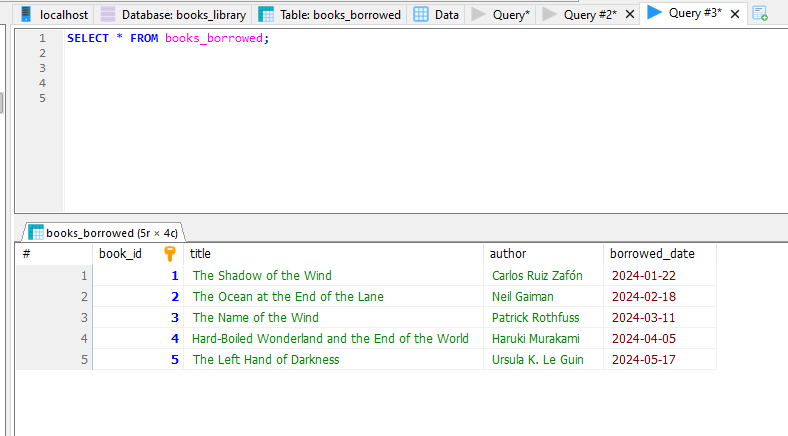 localhost Database: books_library Table: books_borrowed Data Query* Query #2* Query #3*
1 SELECT * FROM books_borrowed;
2
3
4
5
books_borrowed (5r × 4c)
# book_id title author borrowed_date
1 1 The Shadow of the Wind Carlos Ruiz Zafón 2024-01-22
2 2 The Ocean at the End of the Lane Neil Gaiman 2024-02-18
3 3 The Name of the Wind Patrick Rothfuss 2024-03-11
4 4 Hard-Boiled Wonderland and the End of the World Haruki Murakami 2024-04-05
5 5 The Left Hand of Darkness Ursula K. Le Guin 2024-05-17